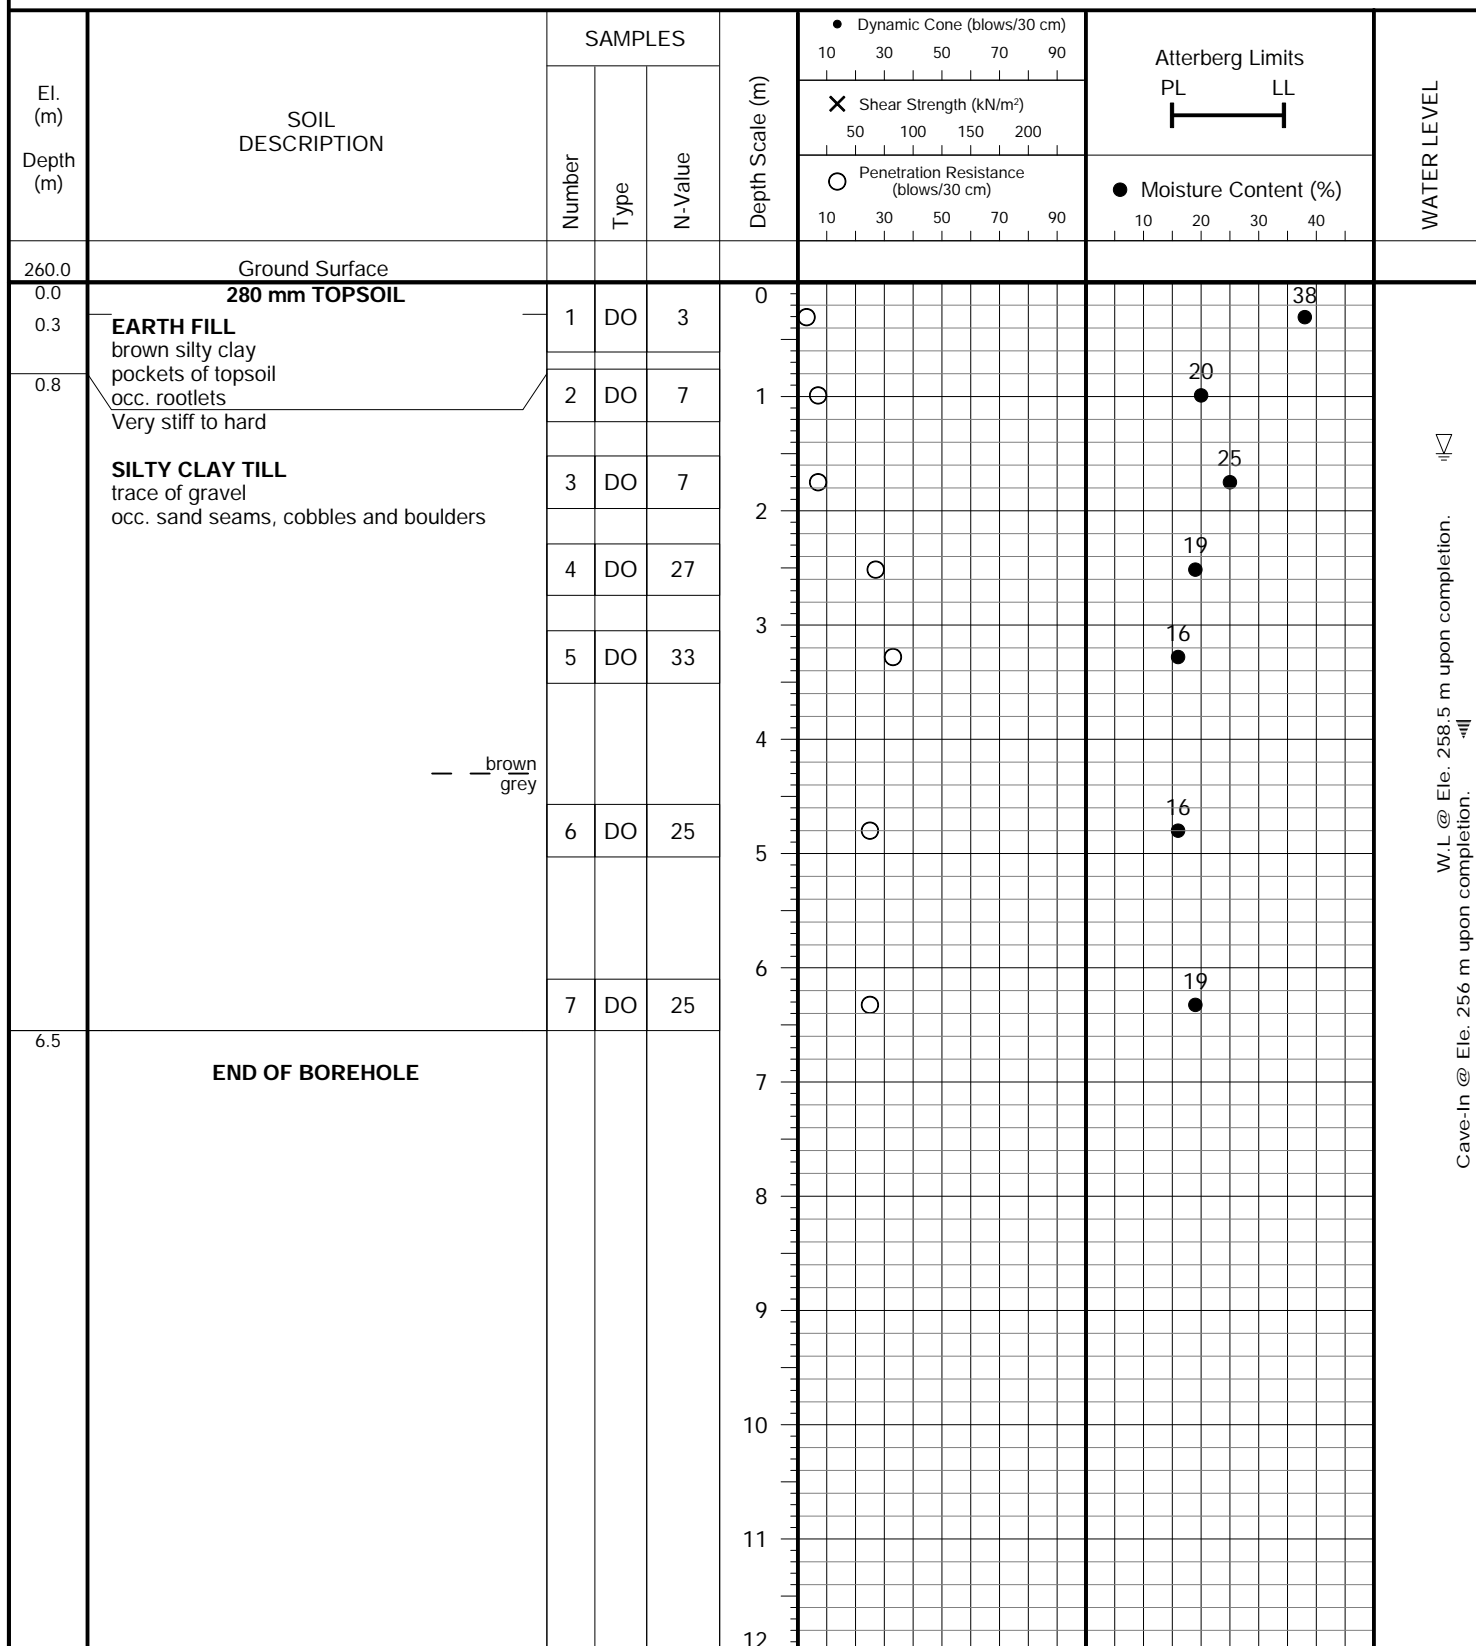 El.
(m)
Depth
(m)
SOIL
DESCRIPTION
SAMPLES
Number
Type
N-Value
Depth Scale (m)
Dynamic Cone (blows/30 cm)
10 30 50 70 90
Shear Strength (kN/m²)
50 100 150 200
Penetration Resistance
(blows/30 cm)
10 30 50 70 90
Atterberg Limits
PL LL
Moisture Content (%)
10 20 30 40
WATER LEVEL
260.0 Ground Surface
0.0 280 mm TOPSOIL 0
0.3 EARTH FILL 1 DO 3 38
brown silty clay
pockets of topsoil
0.8 occ. rootlets 2 DO 7 1 20
Very stiff to hard
SILTY CLAY TILL 3 DO 7 25
trace of gravel
occ. sand seams, cobbles and boulders 2
4 DO 27 19
3
5 DO 33 16
4
brown
grey
6 DO 25 16
5
6
7 DO 25 19
6.5
END OF BOREHOLE
7
8
9
10
11
12
W.L @ Ele. 258.5 m upon completion.
Cave-In @ Ele. 256 m upon completion.